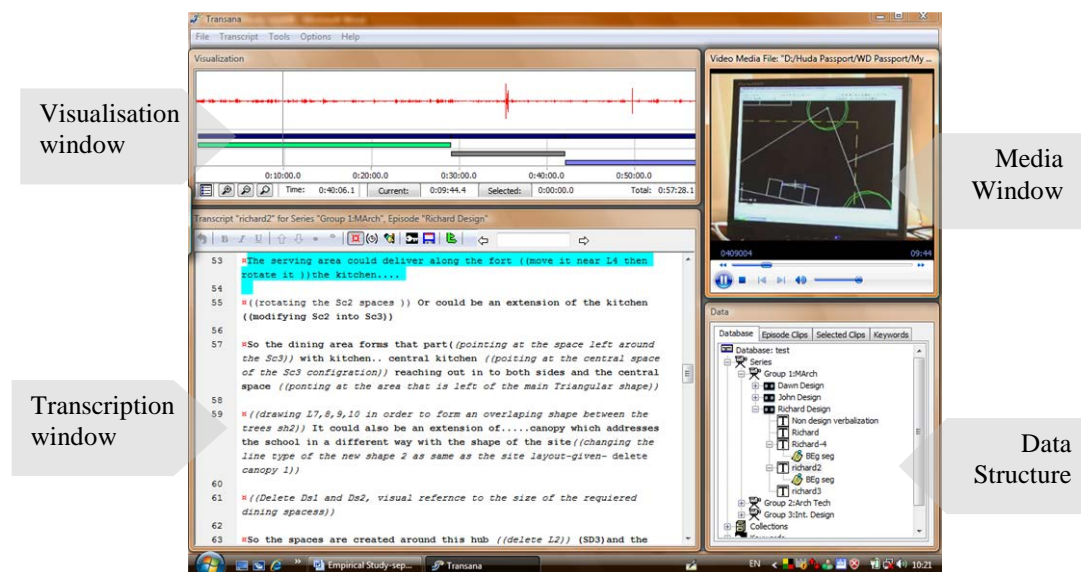 Transana
File Transcript Tools Options Help
Visualization
0:10:00.0 0:20:00.0 0:30:00.0 0:40:00.0 0:50:00.0
Time: 0:40:06.1 Current: 0:09:44.4 Selected: 0:00:00.0 Total: 0:57:28.1
Visualisation
window
Video Media File: "D:/Huda Passport/WD Passport/My ...
0409004 09:44
Media
Window
Transcript "richard2" for Series "Group 1:MArch", Episode "Richard Design"
B I U
53 ¤The serving area could deliver along the fort ((move it near L4 then
rotate it ))the kitchen....
54
55 ¤((rotating the Sc2 spaces )) Or could be an extension of the kitchen
((modifying Sc2 into Sc3))
56
57 ¤So the dining area forms that part((pointing at the space left around
the Sc3)) with kitchen.. central kitchen ((poiting at the central space
of the Sc3 configration)) reaching out in to both sides and the central
space ((ponting at the area that is left of the main Triangular shape))
58
59 ¤((drawing L7,8,9,10 in order to form an overlaping shape between the
trees sh2)) It could also be an extension of.....canopy which addresses
the school in a different way with the shape of the site((changing the
line type of the new shape 2 as same as the site layout-given- delete
canopy 1))
60
61 ¤((Delete Ds1 and Ds2, visual refernce to the size of the requiered
dining spacess))
62
63 ¤So the spaces are created around this hub ((delete L2)) (SD3)and the
Transcription
window
Data
Database Episode Clips Selected Clips Keywords
Database: test
Series
Group 1:MArch
Dawn Design
John Design
Richard Design
Non design verbalization
Richard
Richard-4
BEg seg
richard2
BEg seg
richard3
Group 2:Arch Tech
Group 3:Int. Design
Collections
Keywords
Data
Structure
Empirical Study-sep... Transana EN 10:21